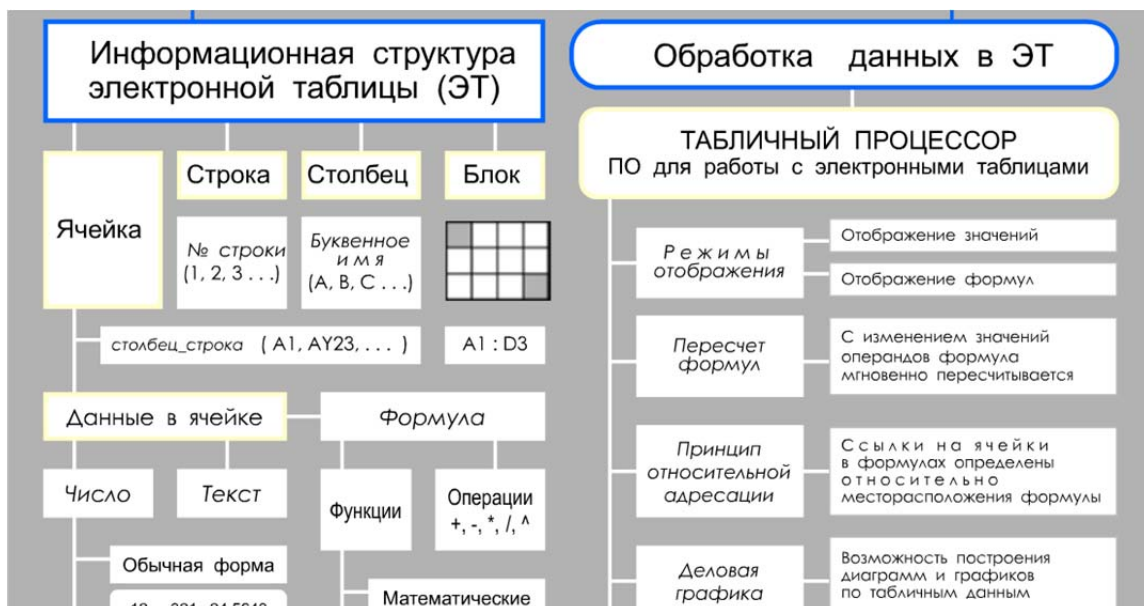 Информационная структура
электронной таблицы (ЭТ)
Ячейка
Строка
Столбец
Блок
№ строки
(1, 2, 3 . . .)
Буквенное
имя
(A, B, C . . .)
столбец_строка ( A1, AY23, . . . )
A1 : D3
Данные в ячейке
Формула
Число
Текст
Функции
Операции
+, -, *, /, ^
Обычная форма
Математические
Обработка данных в ЭТ
ТАБЛИЧНЫЙ ПРОЦЕССОР
ПО для работы с электронными таблицами
Режимы
отображения
Отображение значений
Отображение формул
Пересчет
формул
С изменением значений
операндов формула
мгновенно пересчитывается
Принцип
относительной
адресации
Ссылки на ячейки
в формулах определены
относительно
месторасположения формулы
Деловая
графика
Возможность построения
диаграмм и графиков
по табличным данным